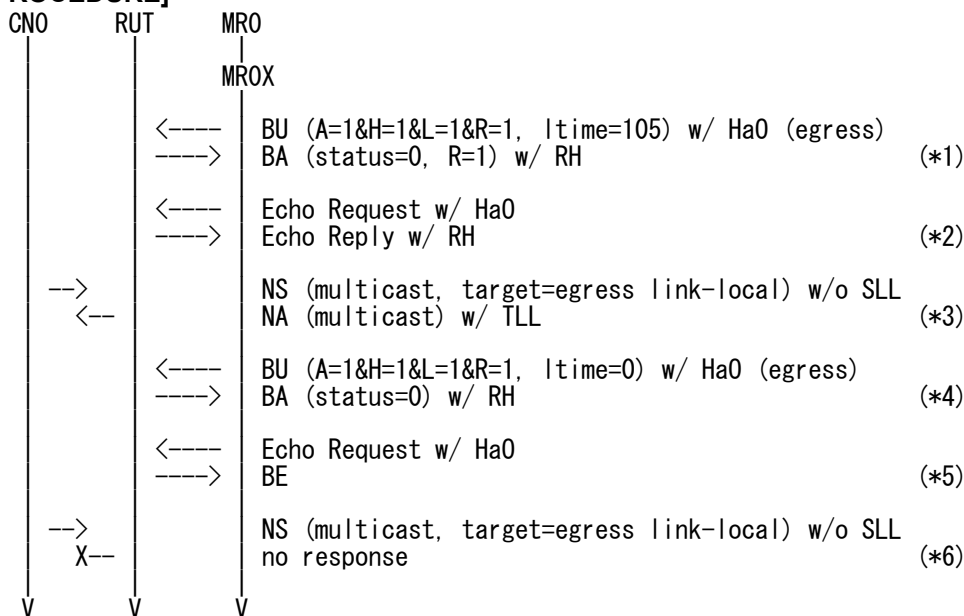 ROCEDURE]
CNO RUT MRO
MROX
<---- BU (A=1&H=1&L=1&R=1, ltime=105) w/ HaO (egress)
----> BA (status=0, R=1) w/ RH (*1)
<---- Echo Request w/ HaO
----> Echo Reply w/ RH (*2)
--> NS (multicast, target=egress link-local) w/o SLL
<-- NA (multicast) w/ TLL (*3)
<---- BU (A=1&H=1&L=1&R=1, ltime=0) w/ HaO (egress)
----> BA (status=0) w/ RH (*4)
<---- Echo Request w/ HaO
----> BE (*5)
--> NS (multicast, target=egress link-local) w/o SLL
X-- no response (*6)
V V V